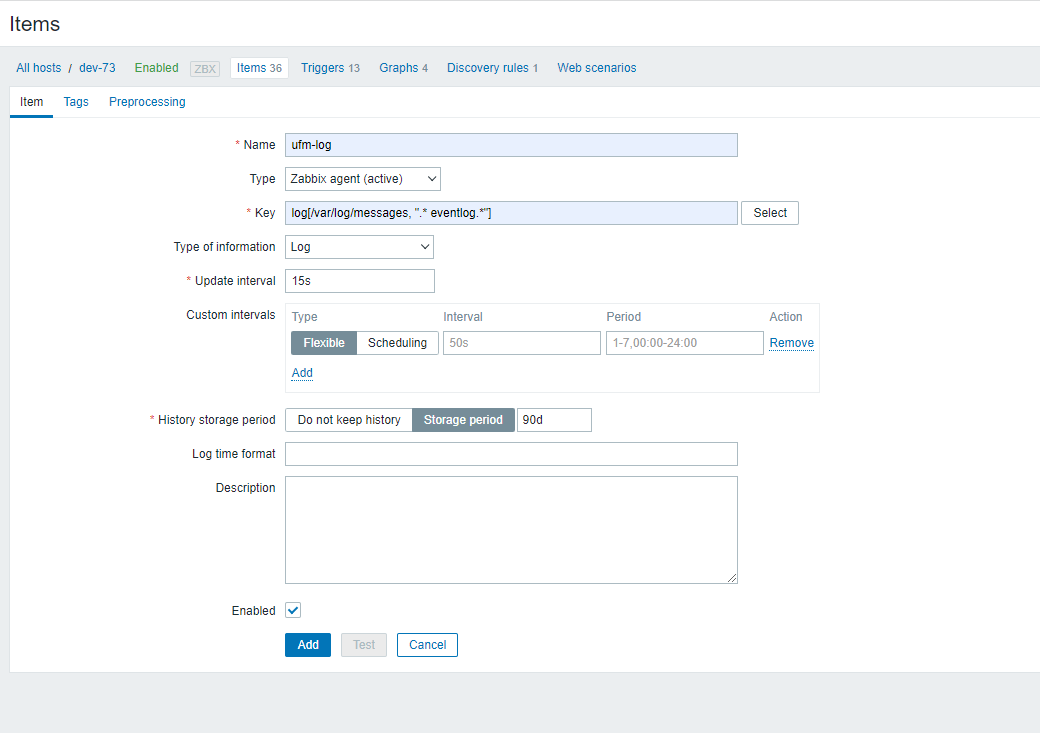 Items
All hosts / dev-73 Enabled ZBX Items 36 Triggers 13 Graphs 4 Discovery rules 1 Web scenarios
Item Tags Preprocessing
* Name ufm-log
Type Zabbix agent (active)
* Key log[/var/log/messages, ".* eventlog.*"] Select
Type of information Log
* Update interval 15s
Custom intervals Type Interval Period Action
Flexible Scheduling 50s 1-7,00:00-24:00 Remove
Add
* History storage period Do not keep history Storage period 90d
Log time format
Description
Enabled
Add Test Cancel